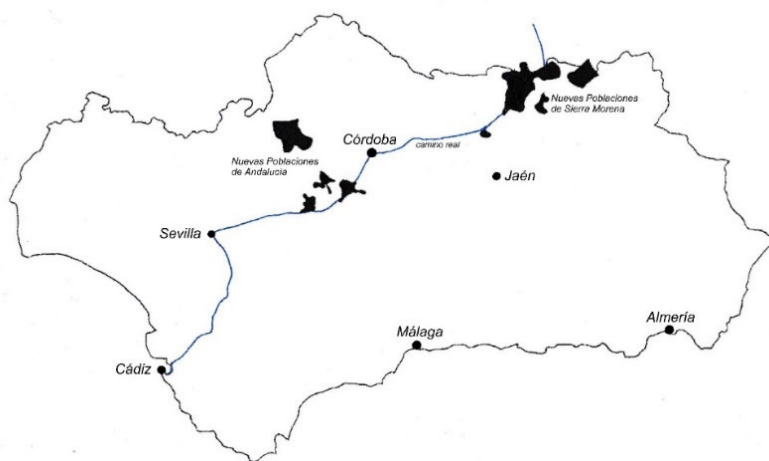 Nuevas Poblaciones
de Sierra Morena
Córdoba
camino real
Nuevas Poblaciones
de Andalucía
Jaén
Sevilla
Almería
Málaga
Cádiz